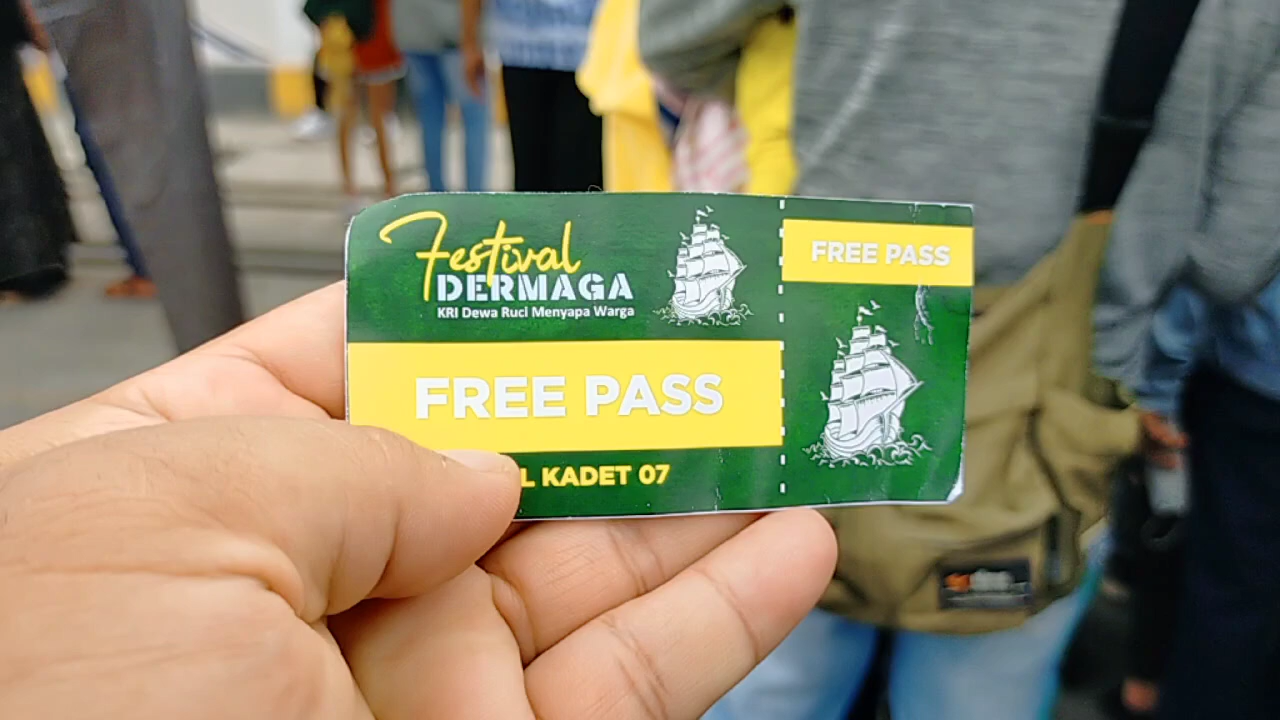 Festival
DERMAGA
KRI Dewa Ruci Menyapa Warga
FREE PASS
L KADET 07
FREE PASS